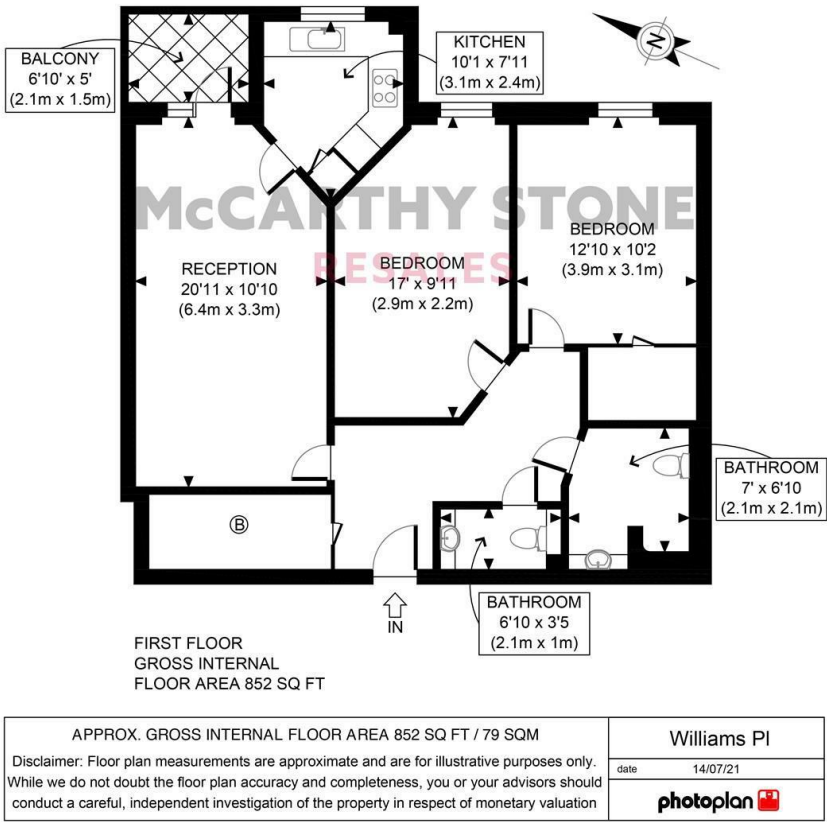 BALCONY
6'10' x 5'
(2.1m x 1.5m)
KITCHEN
10'1 x 7'11
(3.1m x 2.4m)
N
McCARTHY STONE
RESALES
RECEPTION
20'11 x 10'10
(6.4m x 3.3m)
BEDROOM
17' x 9'11
(2.9m x 2.2m)
BEDROOM
12'10 x 10'2
(3.9m x 3.1m)
B
BATHROOM
7' x 6'10
(2.1m x 2.1m)
BATHROOM
6'10 x 3'5
(2.1m x 1m)
IN
FIRST FLOOR
GROSS INTERNAL
FLOOR AREA 852 SQ FT
APPROX. GROSS INTERNAL FLOOR AREA 852 SQ FT / 79 SQM
Disclaimer: Floor plan measurements are approximate and are for illustrative purposes only.
While we do not doubt the floor plan accuracy and completeness, you or your advisors should
conduct a careful, independent investigation of the property in respect of monetary valuation
Williams Pl
date 14/07/21
photoplan